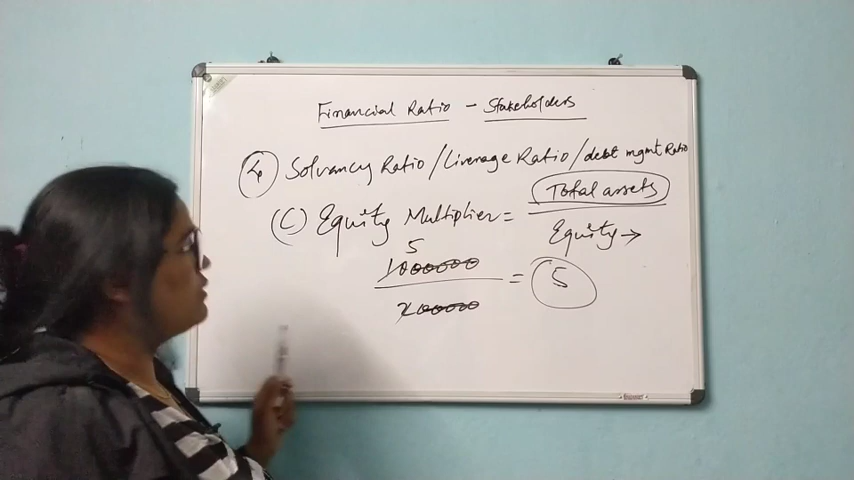 Financial Ratio - Stakeholders
4 Solvancy Ratio / Liverage Ratio / debt mgmt Ratio
(C) Equity Multiplier = Total assets
Equity →
5
1000000
200000
= 5